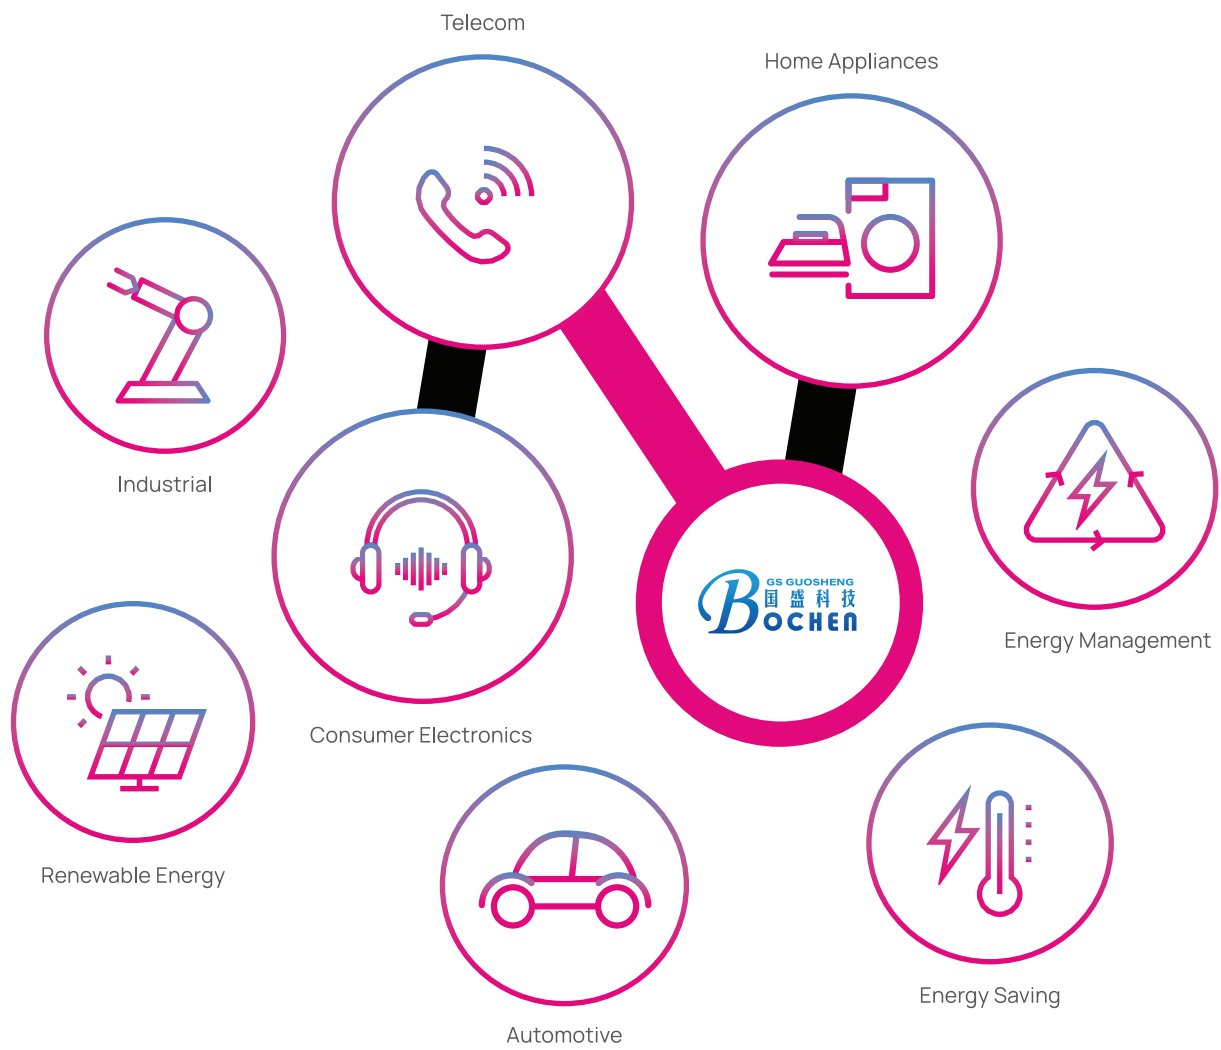 Telecom
Home Appliances
Industrial
GS GUOSHENG
国盛科技
BOCHEN
Energy Management
Consumer Electronics
Renewable Energy
Energy Saving
Automotive